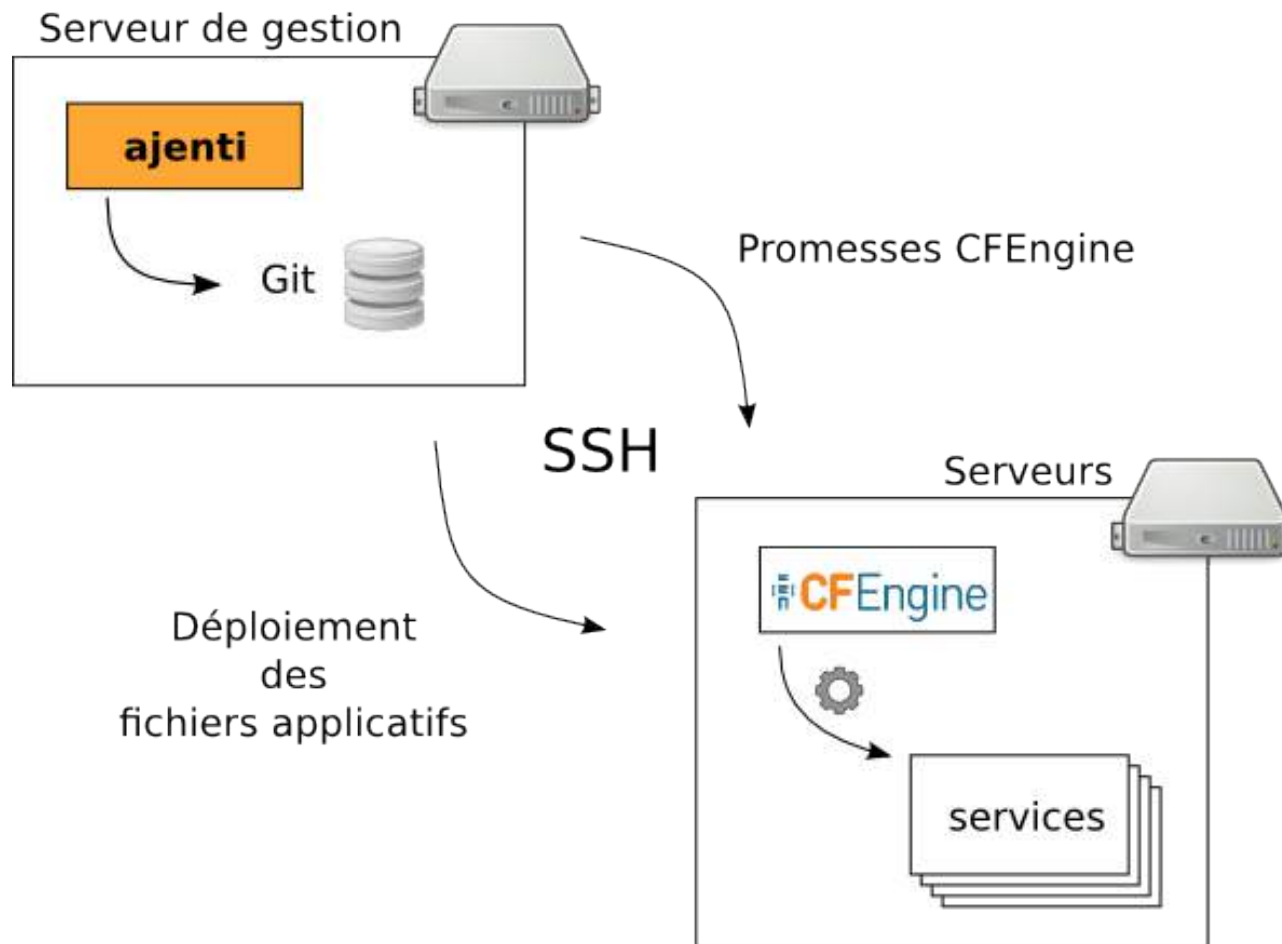 Serveur de gestion
ajenti
Git
Promesses CFEngine
SSH
Serveurs
CFEngine
Déploiement
des
fichiers applicatifs
services